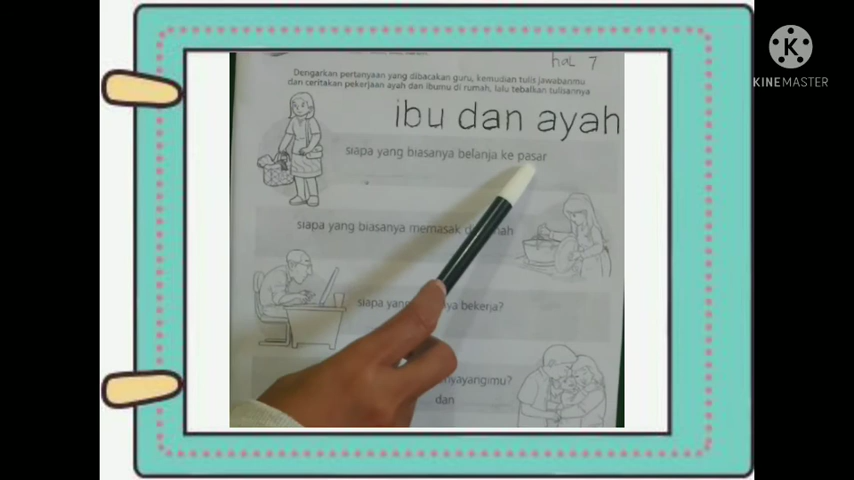 hal 7
Dengarkan pertanyaan yang dibacakan guru, kemudian tulis jawabanmu
dan ceritakan pekerjaan ayah dan ibumu di rumah, lalu tebalkan tulisannya
ibu dan ayah
siapa yang biasanya belanja ke pasar
siapa yang biasanya memasak
siapa yang bekerja?
dan
K
KINEMASTER